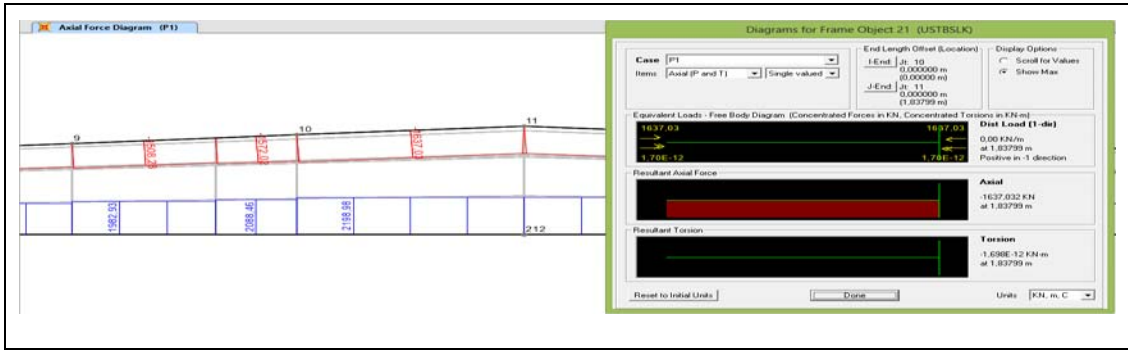 Axial Force Diagram (P1)
9
10
11
-1508.25
-1572.02
-1637.03
1982.93
2088.46
2198.98
212
Diagrams for Frame Object 21 (USTBSLK)
Case P1
Items Axial (P and T) Single valued
End Length Offset (Location)
I-End: Jt: 10
0,000000 m
(0,00000 m)
J-End: Jt: 11
0,000000 m
(1,83799 m)
Display Options
Scroll for Values
Show Max
Equivalent Loads - Free Body Diagram (Concentrated Forces in KN, Concentrated Torsions in KN-m)
1637,03 1637,03
1,70E-12 1,70E-12
Dist Load (1-dir)
0,00 KN/m
at 1,83799 m
Positive in -1 direction
Resultant Axial Force
Axial
-1637,032 KN
at 1,83799 m
Resultant Torsion
Torsion
-1,698E-12 KN-m
at 1,83799 m
Reset to Initial Units Done Units KN, m, C